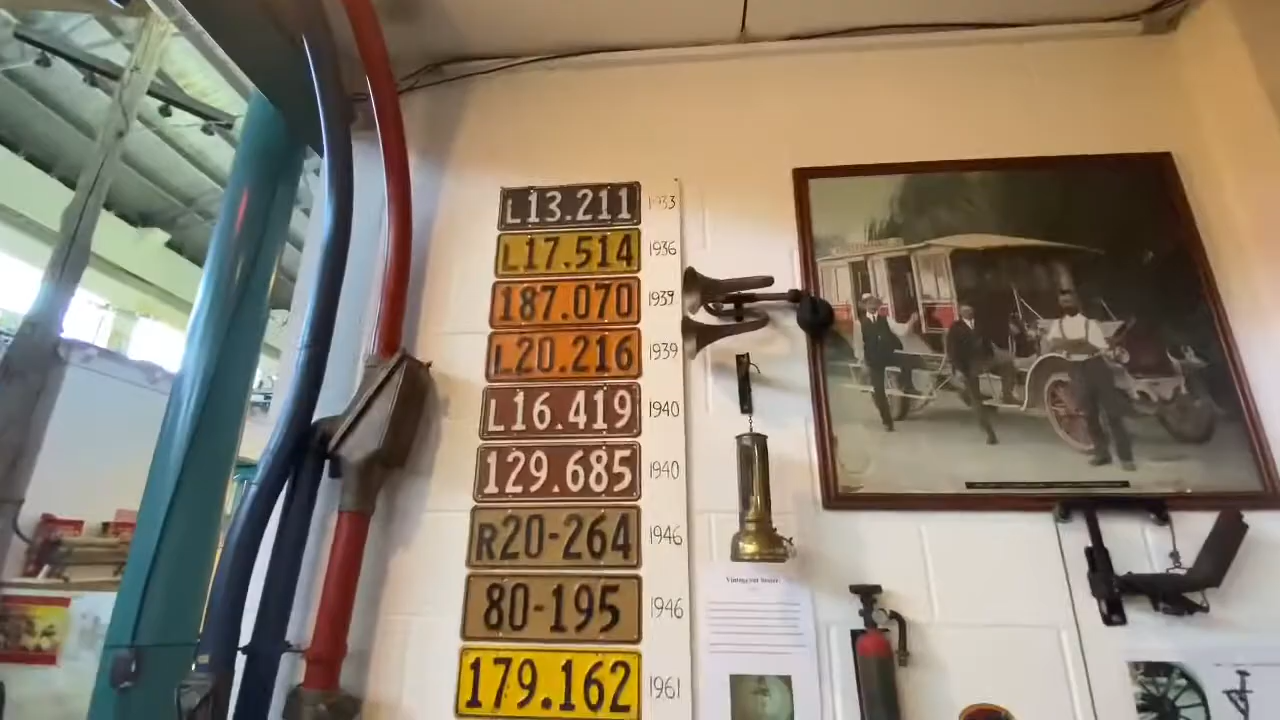 L13.211 1933
L17.514 1936
187.070 1939
L20.216 1939
L16.419 1940
129.685 1940
R20-264 1946
80-195 1946
179.162 1961